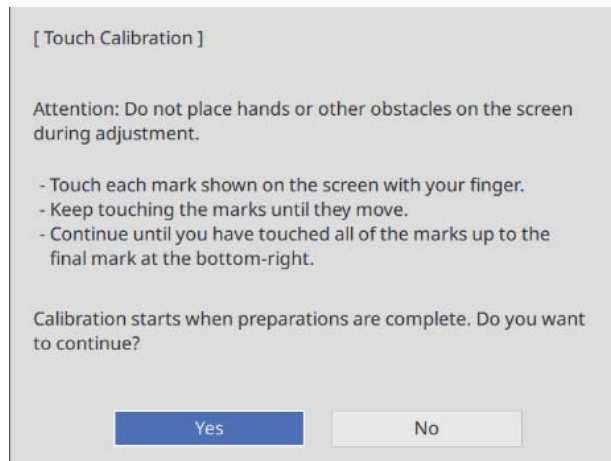 [ Touch Calibration ]
Attention: Do not place hands or other obstacles on the screen
during adjustment.
- Touch each mark shown on the screen with your finger.
- Keep touching the marks until they move.
- Continue until you have touched all of the marks up to the
final mark at the bottom-right.
Calibration starts when preparations are complete. Do you want
to continue?
Yes
No